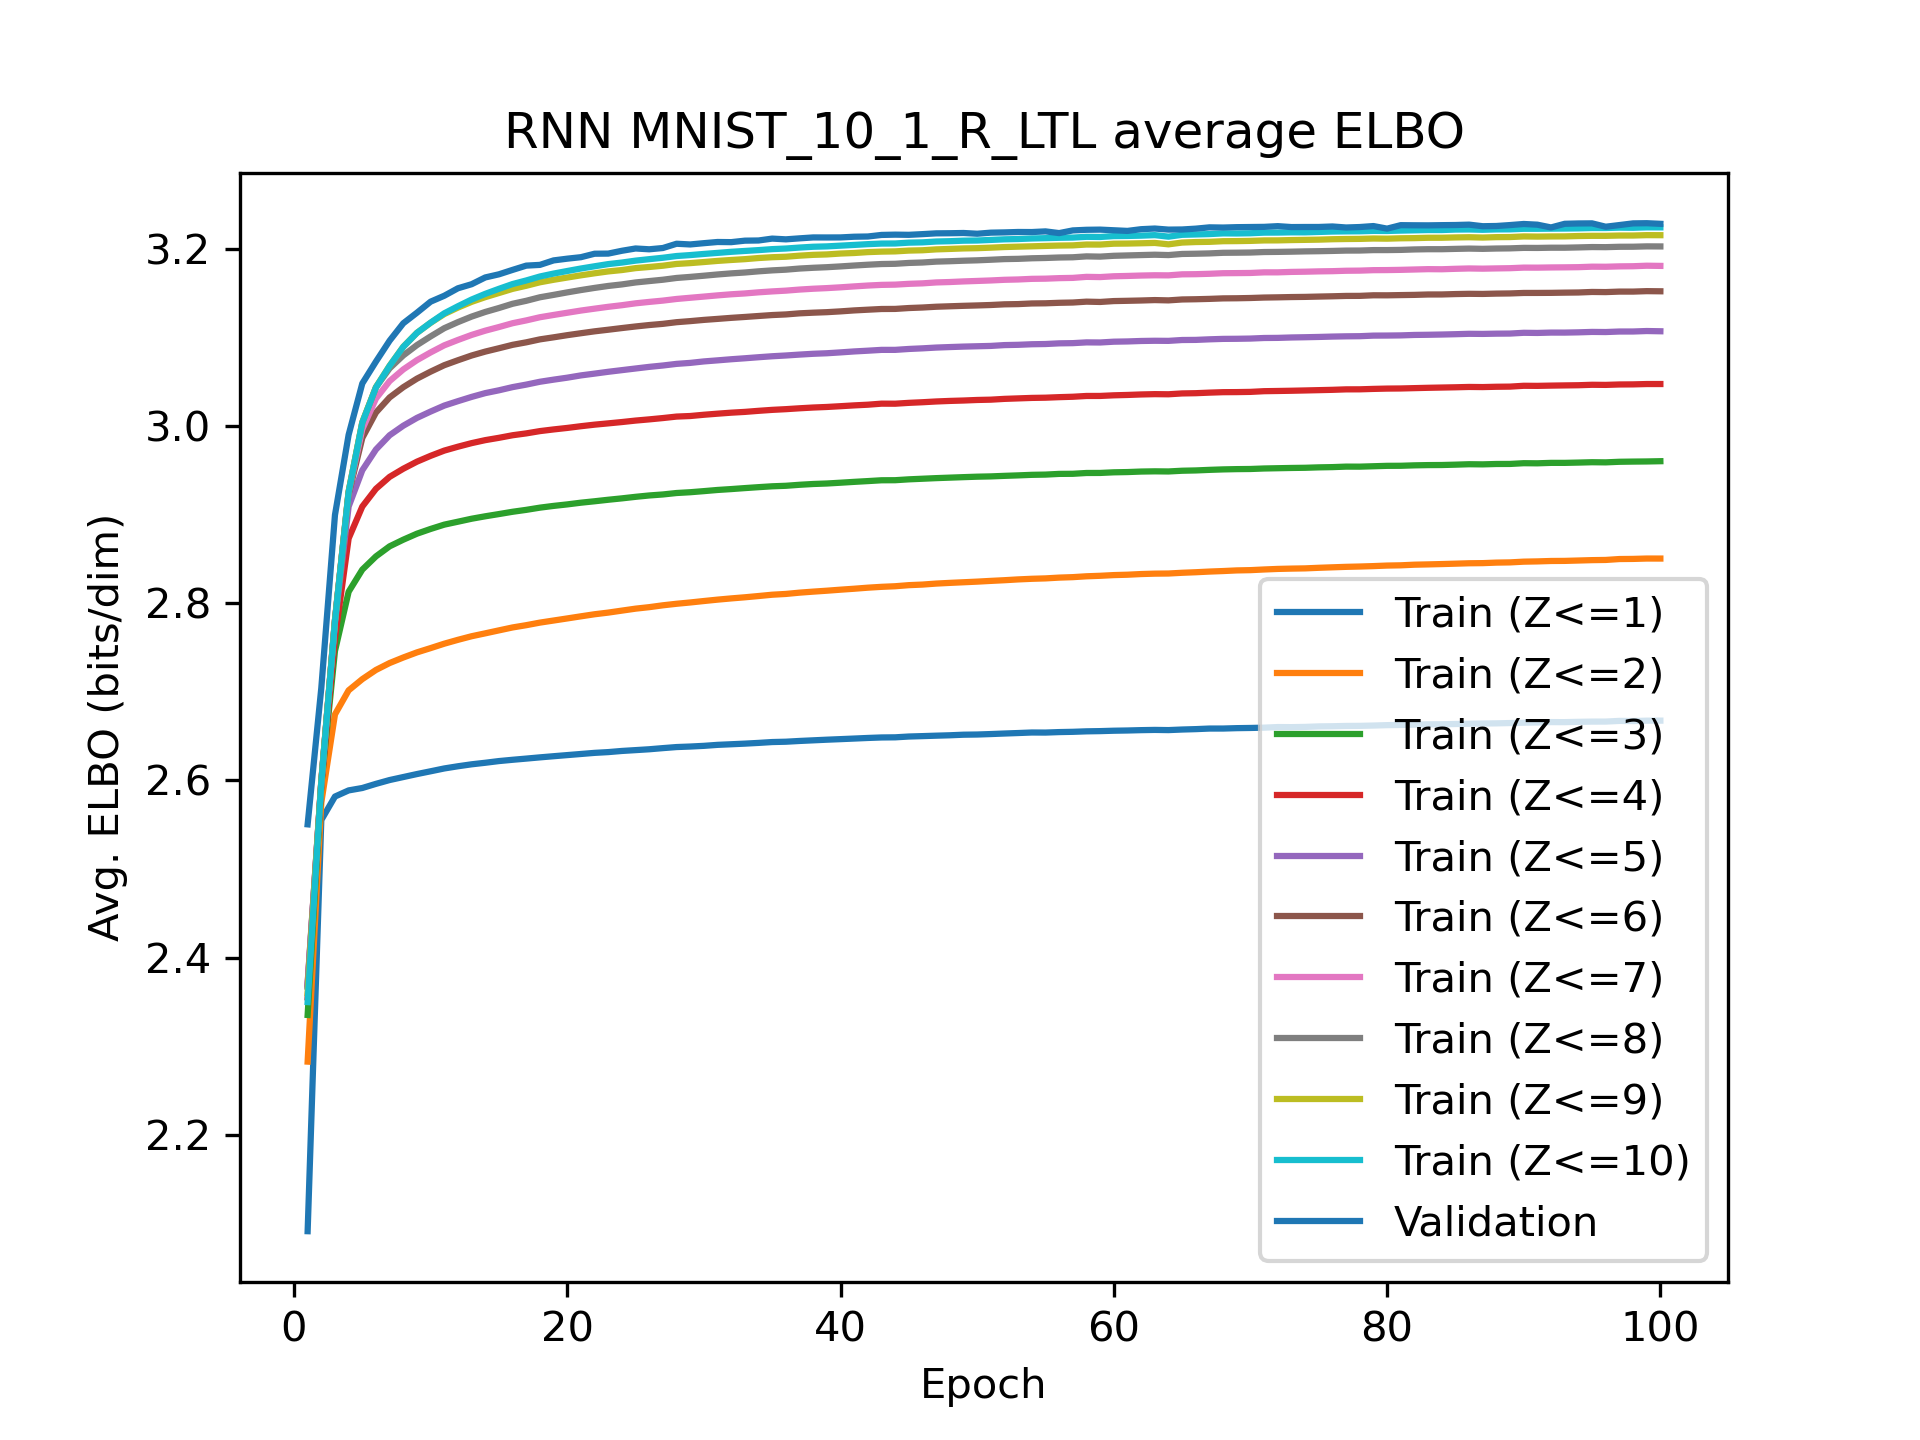 RNN MNIST_10_1_R_LTL average ELBO
Avg. ELBO (bits/dim)
3.2
3.0
2.8
2.6
2.4
2.2
Train (Z<=1)
Train (Z<=2)
Train (Z<=3)
Train (Z<=4)
Train (Z<=5)
Train (Z<=6)
Train (Z<=7)
Train (Z<=8)
Train (Z<=9)
Train (Z<=10)
Validation
0 20 40 60 80 100
Epoch